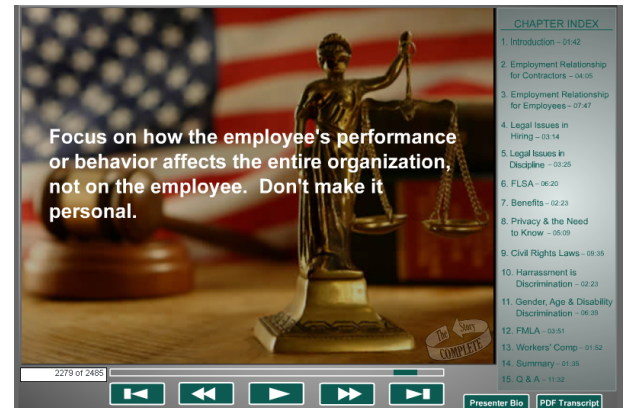 CHAPTER INDEX
1. Introduction – 01:42
2. Employment Relationship
for Contractors – 04:05
3. Employment Relationship
for Employees – 07:47
4. Legal Issues in
Hiring – 03:14
5. Legal Issues in
Discipline – 03:25
6. FLSA – 06:20
7. Benefits – 02:23
8. Privacy & the Need
to Know – 05:09
9. Civil Rights Laws – 09:35
10. Harrassment is
Discrimination – 02:23
11. Gender, Age & Disability
Discrimination – 06:39
12. FMLA – 03:51
13. Workers' Comp – 01:52
14. Summary – 01:35
15. Q & A – 11:32
Focus on how the employee's performance
or behavior affects the entire organization,
not on the employee.  Don't make it
personal.
The Story
COMPLETE
2279 of 2485
Presenter Bio
PDF Transcript